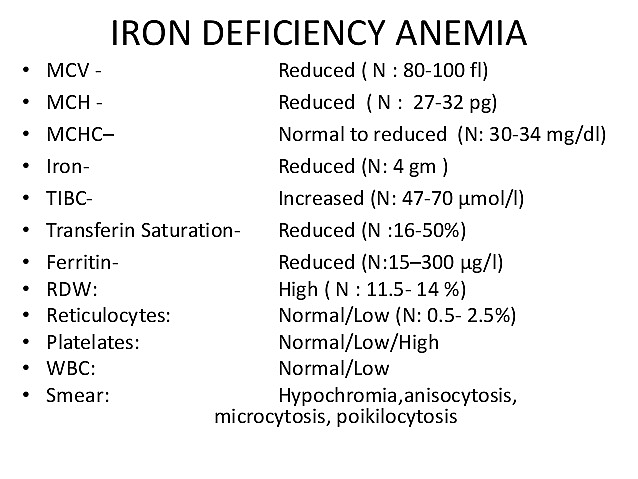 IRON DEFICIENCY ANEMIA
• MCV - Reduced ( N : 80-100 fl)
• MCH - Reduced ( N : 27-32 pg)
• MCHC– Normal to reduced (N: 30-34 mg/dl)
• Iron- Reduced (N: 4 gm )
• TIBC- Increased (N: 47-70 µmol/l)
• Transferin Saturation- Reduced (N :16-50%)
• Ferritin- Reduced (N:15–300 µg/l)
• RDW: High ( N : 11.5- 14 %)
• Reticulocytes: Normal/Low (N: 0.5- 2.5%)
• Platelates: Normal/Low/High
• WBC: Normal/Low
• Smear: Hypochromia,anisocytosis,
microcytosis, poikilocytosis